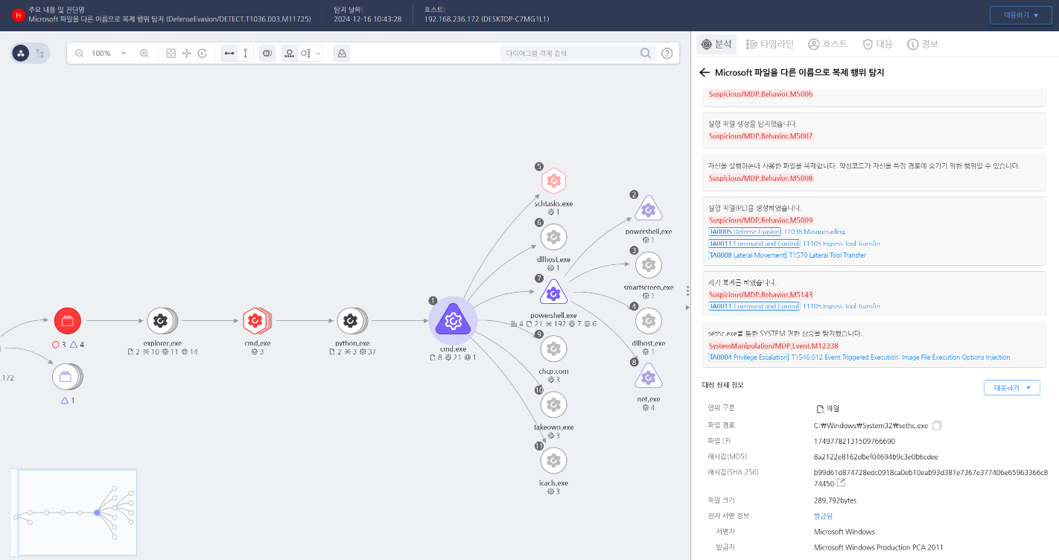 주요 내용 및 진단명
H
Microsoft 파일을 다른 이름으로 복제 행위 탐지 (DefenseEvasion/DETECT.T1036.003.M11725)
탐지 날짜:
2024-12-16 10:43:28
호스트:
192.168.236.172 (DESKTOP-C7MG1L1)
대응하기
100%
다이어그램 객체 검색
분석
타임라인
호스트
대응
정보
Microsoft 파일을 다른 이름으로 복제 행위 탐지
Suspicious/MDP.Behavior.M5006
실행 파일 생성을 탐지했습니다.
Suspicious/MDP.Behavior.M5007
자신을 실행하는데 사용한 파일을 복제합니다. 악성코드가 자신을 특정 경로에 숨기기 위한 행위일 수 있습니다.
Suspicious/MDP.Behavior.M5008
실행 파일(PE)을 생성하였습니다.
Suspicious/MDP.Behavior.M5009
TA0005 Defense Evasion T1036 Masquerading
TA0011 Command and Control T1105 Ingress Tool Transfer
TA0008 Lateral Movement T1570 Lateral Tool Transfer
자기 복제를 하였습니다.
Suspicious/MDP.Behavior.M5143
TA0011 Command and Control T1105 Ingress Tool Transfer
sethc.exe를 통한 SYSTEM 권한 상승을 탐지했습니다.
SystemManipulation/MDP.Event.M12338
TA0004 Privilege Escalation T1546.012 Event Triggered Execution: Image File Execution Options Injection
대상 상세 정보
대응하기
행위 구분
파일
파일 경로
C:\Windows\System32\sethc.exe
파일 UFI
17497782131509766690
해시값(MD5)
8a2122e8162dbef04694b9c3e0b6cdee
해시값(SHA 256)
b99d61d874728edc0918ca0eb10eab93d381e7367e377406e65963366c8
74450
파일 크기
289,792bytes
전자 서명 정보
발급됨
서명자
Microsoft Windows
발급자
Microsoft Windows Production PCA 2011
3 4
.172
1
explorer.exe
2 10 11 14
cmd.exe
3
python.exe
2 3 37
1
cmd.exe
8 21 1
5
schtasks.exe
1
6
dllhost.exe
1
7
powershell.exe
4 21 192 7 6
9
chcp.com
3
10
takeown.exe
3
11
icacls.exe
3
2
powershell.exe
1
3
smartscreen.exe
1
4
dllhost.exe
1
8
net.exe
4